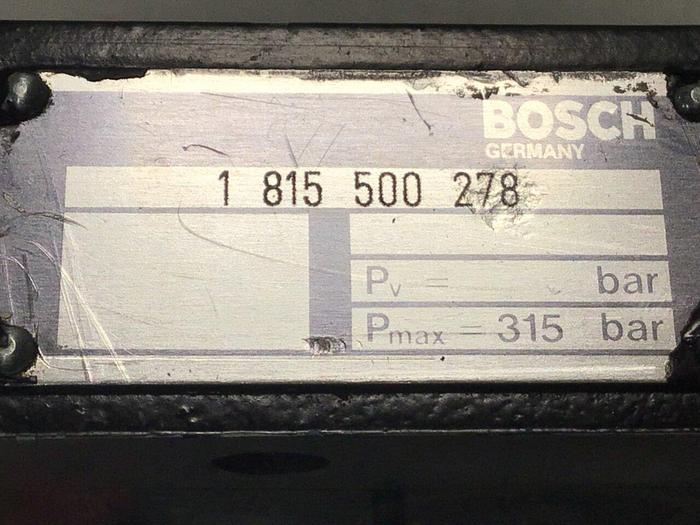 BOSCH
GERMANY
1 815 500 278
Pv = bar
Pmax = 315 bar